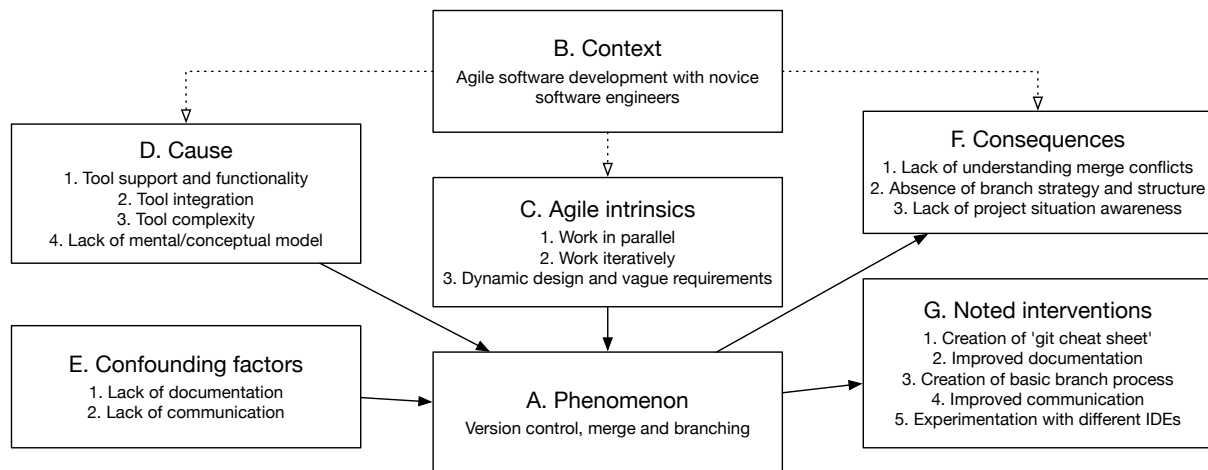 B. Context
Agile software development with novice
software engineers
D. Cause
1. Tool support and functionality
2. Tool integration
3. Tool complexity
4. Lack of mental/conceptual model
C. Agile intrinsics
1. Work in parallel
2. Work iteratively
3. Dynamic design and vague requirements
F. Consequences
1. Lack of understanding merge conflicts
2. Absence of branch strategy and structure
3. Lack of project situation awareness
E. Confounding factors
1. Lack of documentation
2. Lack of communication
A. Phenomenon
Version control, merge and branching
G. Noted interventions
1. Creation of 'git cheat sheet'
2. Improved documentation
3. Creation of basic branch process
4. Improved communication
5. Experimentation with different IDEs